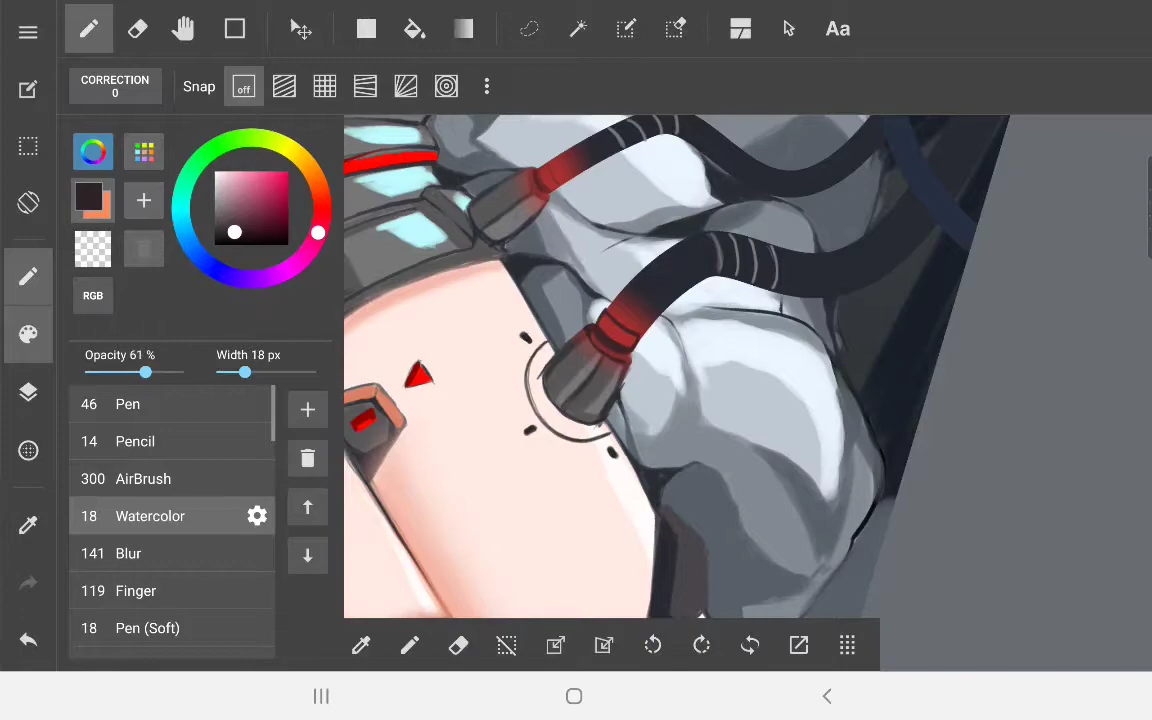 Aa
CORRECTION
0
Snap
off
RGB
Opacity 61 %
Width 18 px
46 Pen
14 Pencil
300 AirBrush
18 Watercolor
141 Blur
119 Finger
18 Pen (Soft)